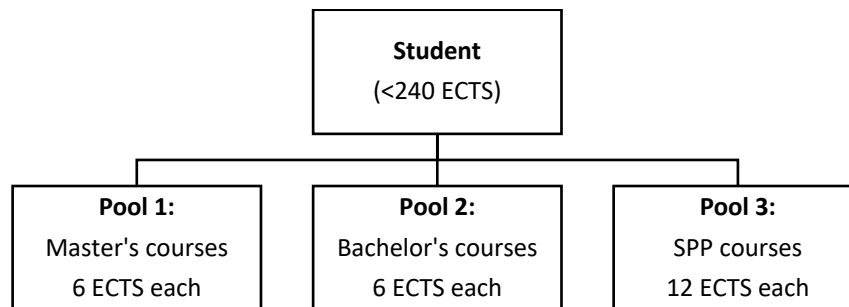 Student
(<240 ECTS)
Pool 1:
Master's courses
6 ECTS each
Pool 2:
Bachelor's courses
6 ECTS each
Pool 3:
SPP courses
12 ECTS each